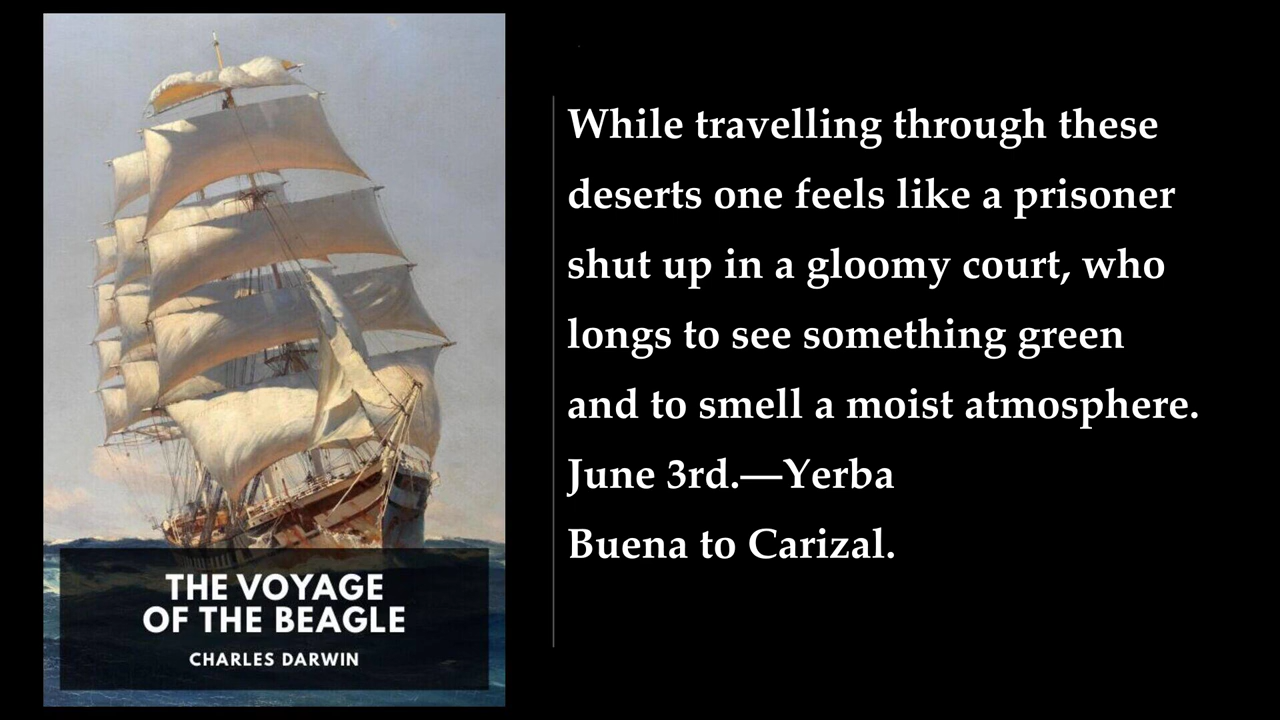 THE VOYAGE
OF THE BEAGLE
CHARLES DARWIN
While travelling through these
deserts one feels like a prisoner
shut up in a gloomy court, who
longs to see something green
and to smell a moist atmosphere.
June 3rd.—Yerba
Buena to Carizal.